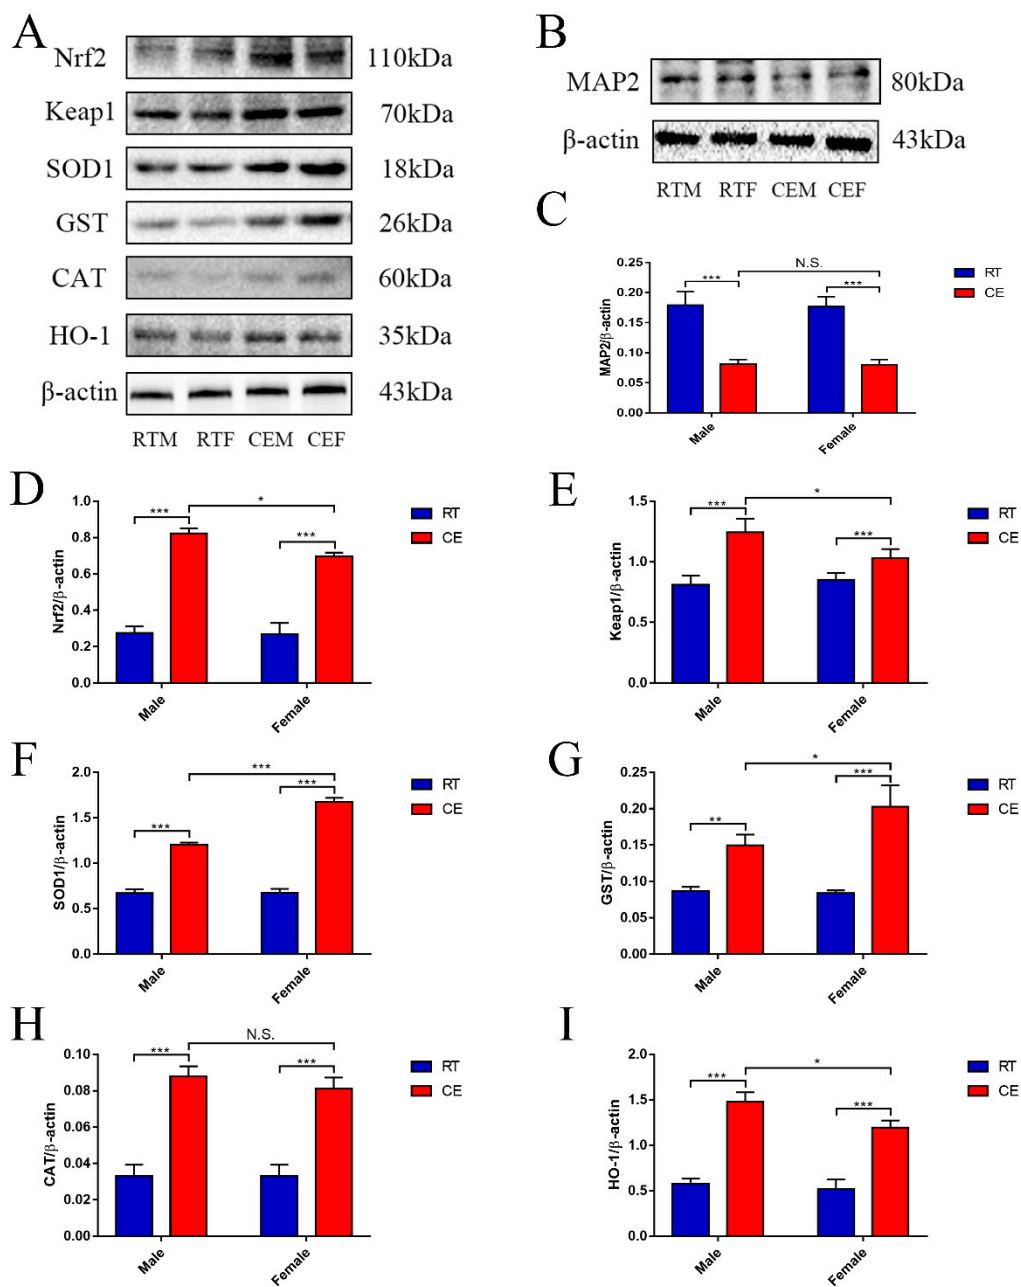 A
Nrf2 110kDa
Keap1 70kDa
SOD1 18kDa
GST 26kDa
CAT 60kDa
HO-1 35kDa
β-actin 43kDa
RTM RTF CEM CEF
B
MAP2 80kDa
β-actin 43kDa
RTM RTF CEM CEF
C
MAP2/β-actin
0.25
0.20
0.15
0.10
0.05
0.00
*** N.S. ***
Male Female
RT
CE
D
Nrf2/β-actin
1.0
0.8
0.6
0.4
0.2
0.0
*** * ***
Male Female
RT
CE
E
Keap1/β-actin
1.5
1.0
0.5
0.0
*** * ***
Male Female
RT
CE
F
SOD1/β-actin
2.0
1.5
1.0
0.5
0.0
*** *** ***
Male Female
RT
CE
G
GST/β-actin
0.25
0.20
0.15
0.10
0.05
0.00
** * ***
Male Female
RT
CE
H
CAT/β-actin
0.10
0.08
0.06
0.04
0.02
0.00
*** N.S. ***
Male Female
RT
CE
I
HO-1/β-actin
2.0
1.5
1.0
0.5
0.0
*** * ***
Male Female
RT
CE